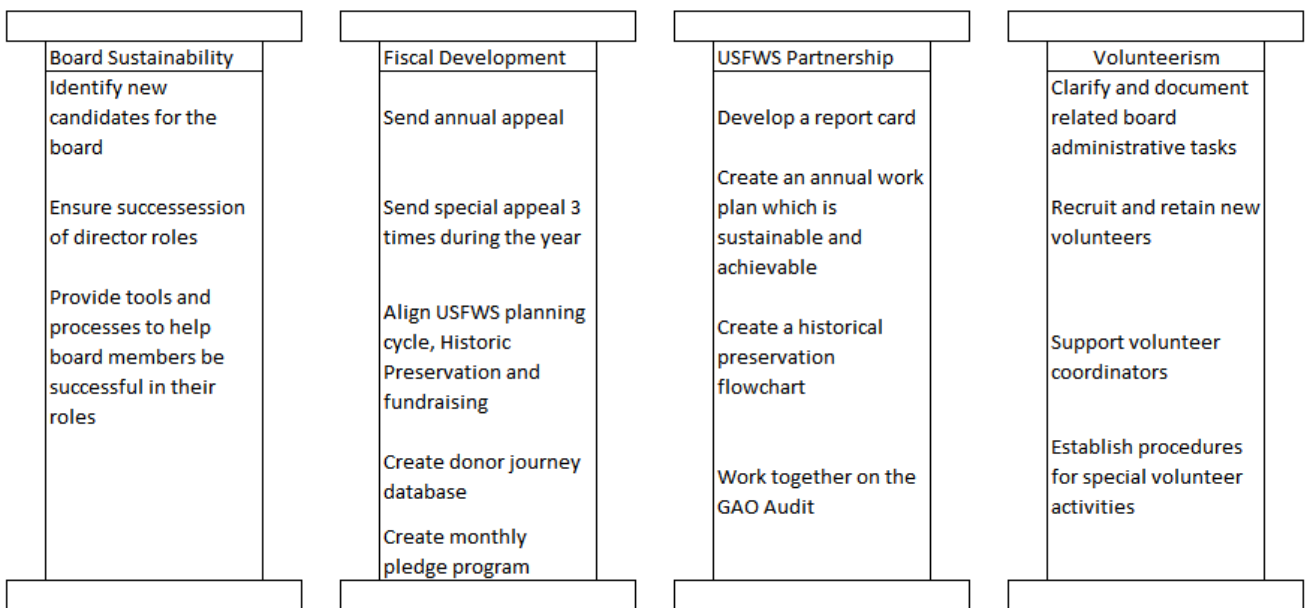 Board Sustainability
Identify new
candidates for the
board
Ensure successession
of director roles
Provide tools and
processes to help
board members be
successful in their
roles
Fiscal Development
Send annual appeal
Send special appeal 3
times during the year
Align USFWS planning
cycle, Historic
Preservation and
fundraising
Create donor journey
database
Create monthly
pledge program
USFWS Partnership
Develop a report card
Create an annual work
plan which is
sustainable and
achievable
Create a historical
preservation
flowchart
Work together on the
GAO Audit
Volunteerism
Clarify and document
related board
administrative tasks
Recruit and retain new
volunteers
Support volunteer
coordinators
Establish procedures
for special volunteer
activities